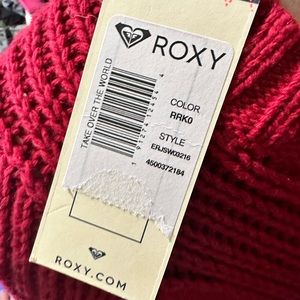 ROXY
TAKE OVER THE WORLD
COLOR
RRK0
STYLE
ERJSW03216
4500372184
ROXY.COM